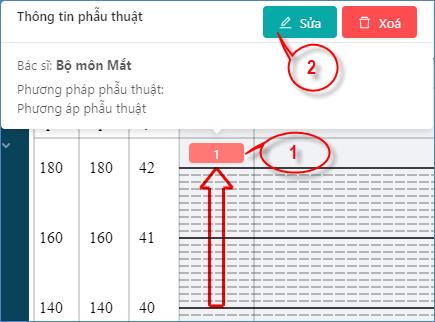 Thông tin phẫu thuật
Sửa
Xoá
2
Bác sĩ: Bộ môn Mắt
Phương pháp phẫu thuật:
Phương áp phẫu thuật
1
1
180 180 42
160 160 41
140 140 40